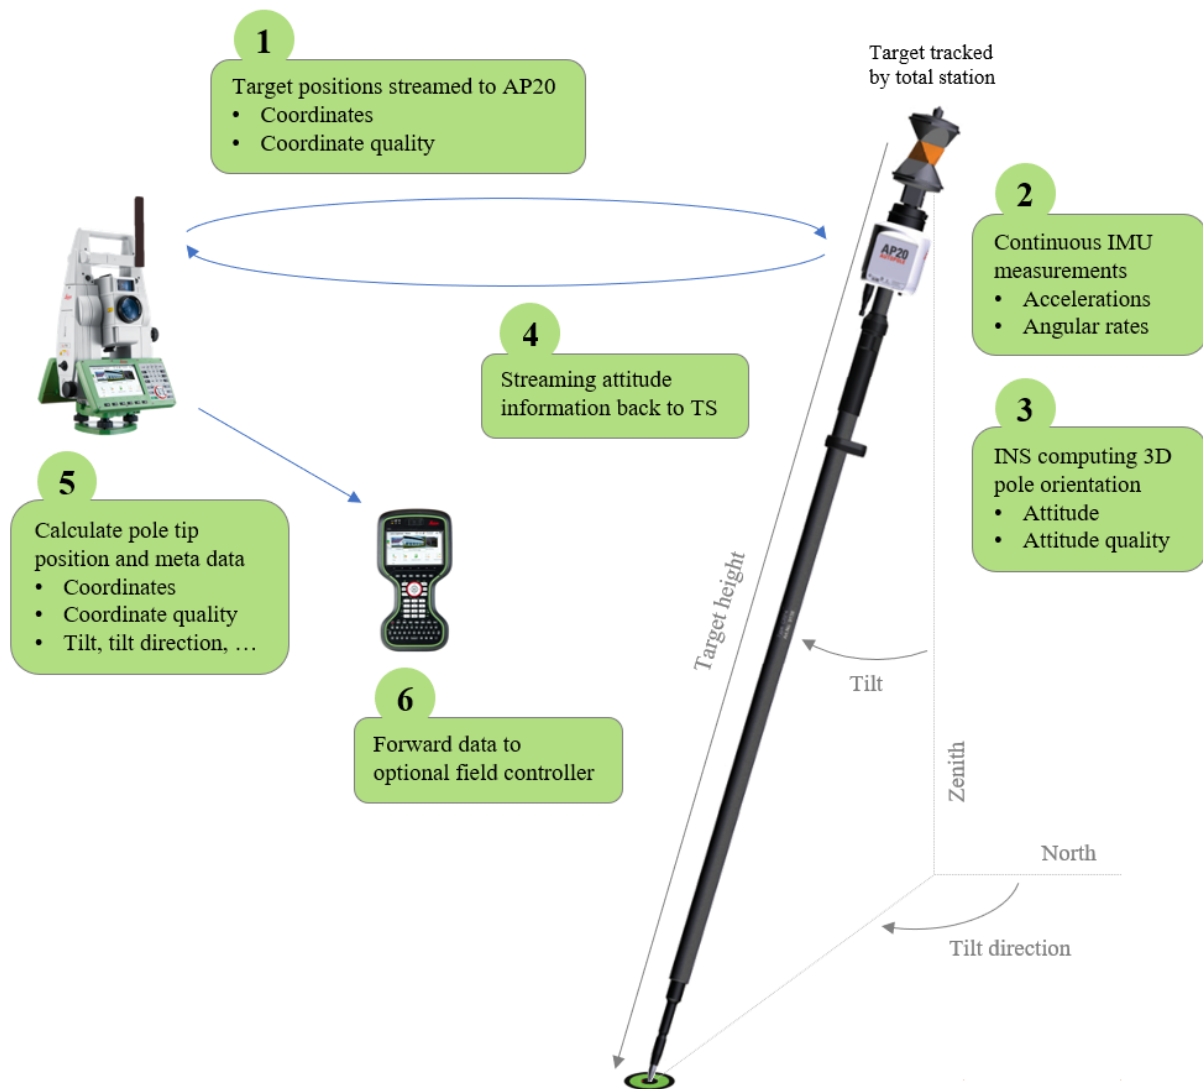 1
Target positions streamed to AP20
• Coordinates
• Coordinate quality
Target tracked
by total station
2
Continuous IMU
measurements
• Accelerations
• Angular rates
AP20
AUTOPOLE
4
Streaming attitude
information back to TS
3
INS computing 3D
pole orientation
• Attitude
• Attitude quality
5
Calculate pole tip
position and meta data
• Coordinates
• Coordinate quality
• Tilt, tilt direction, …
6
Forward data to
optional field controller
Target height
Tilt
Zenith
North
Tilt direction